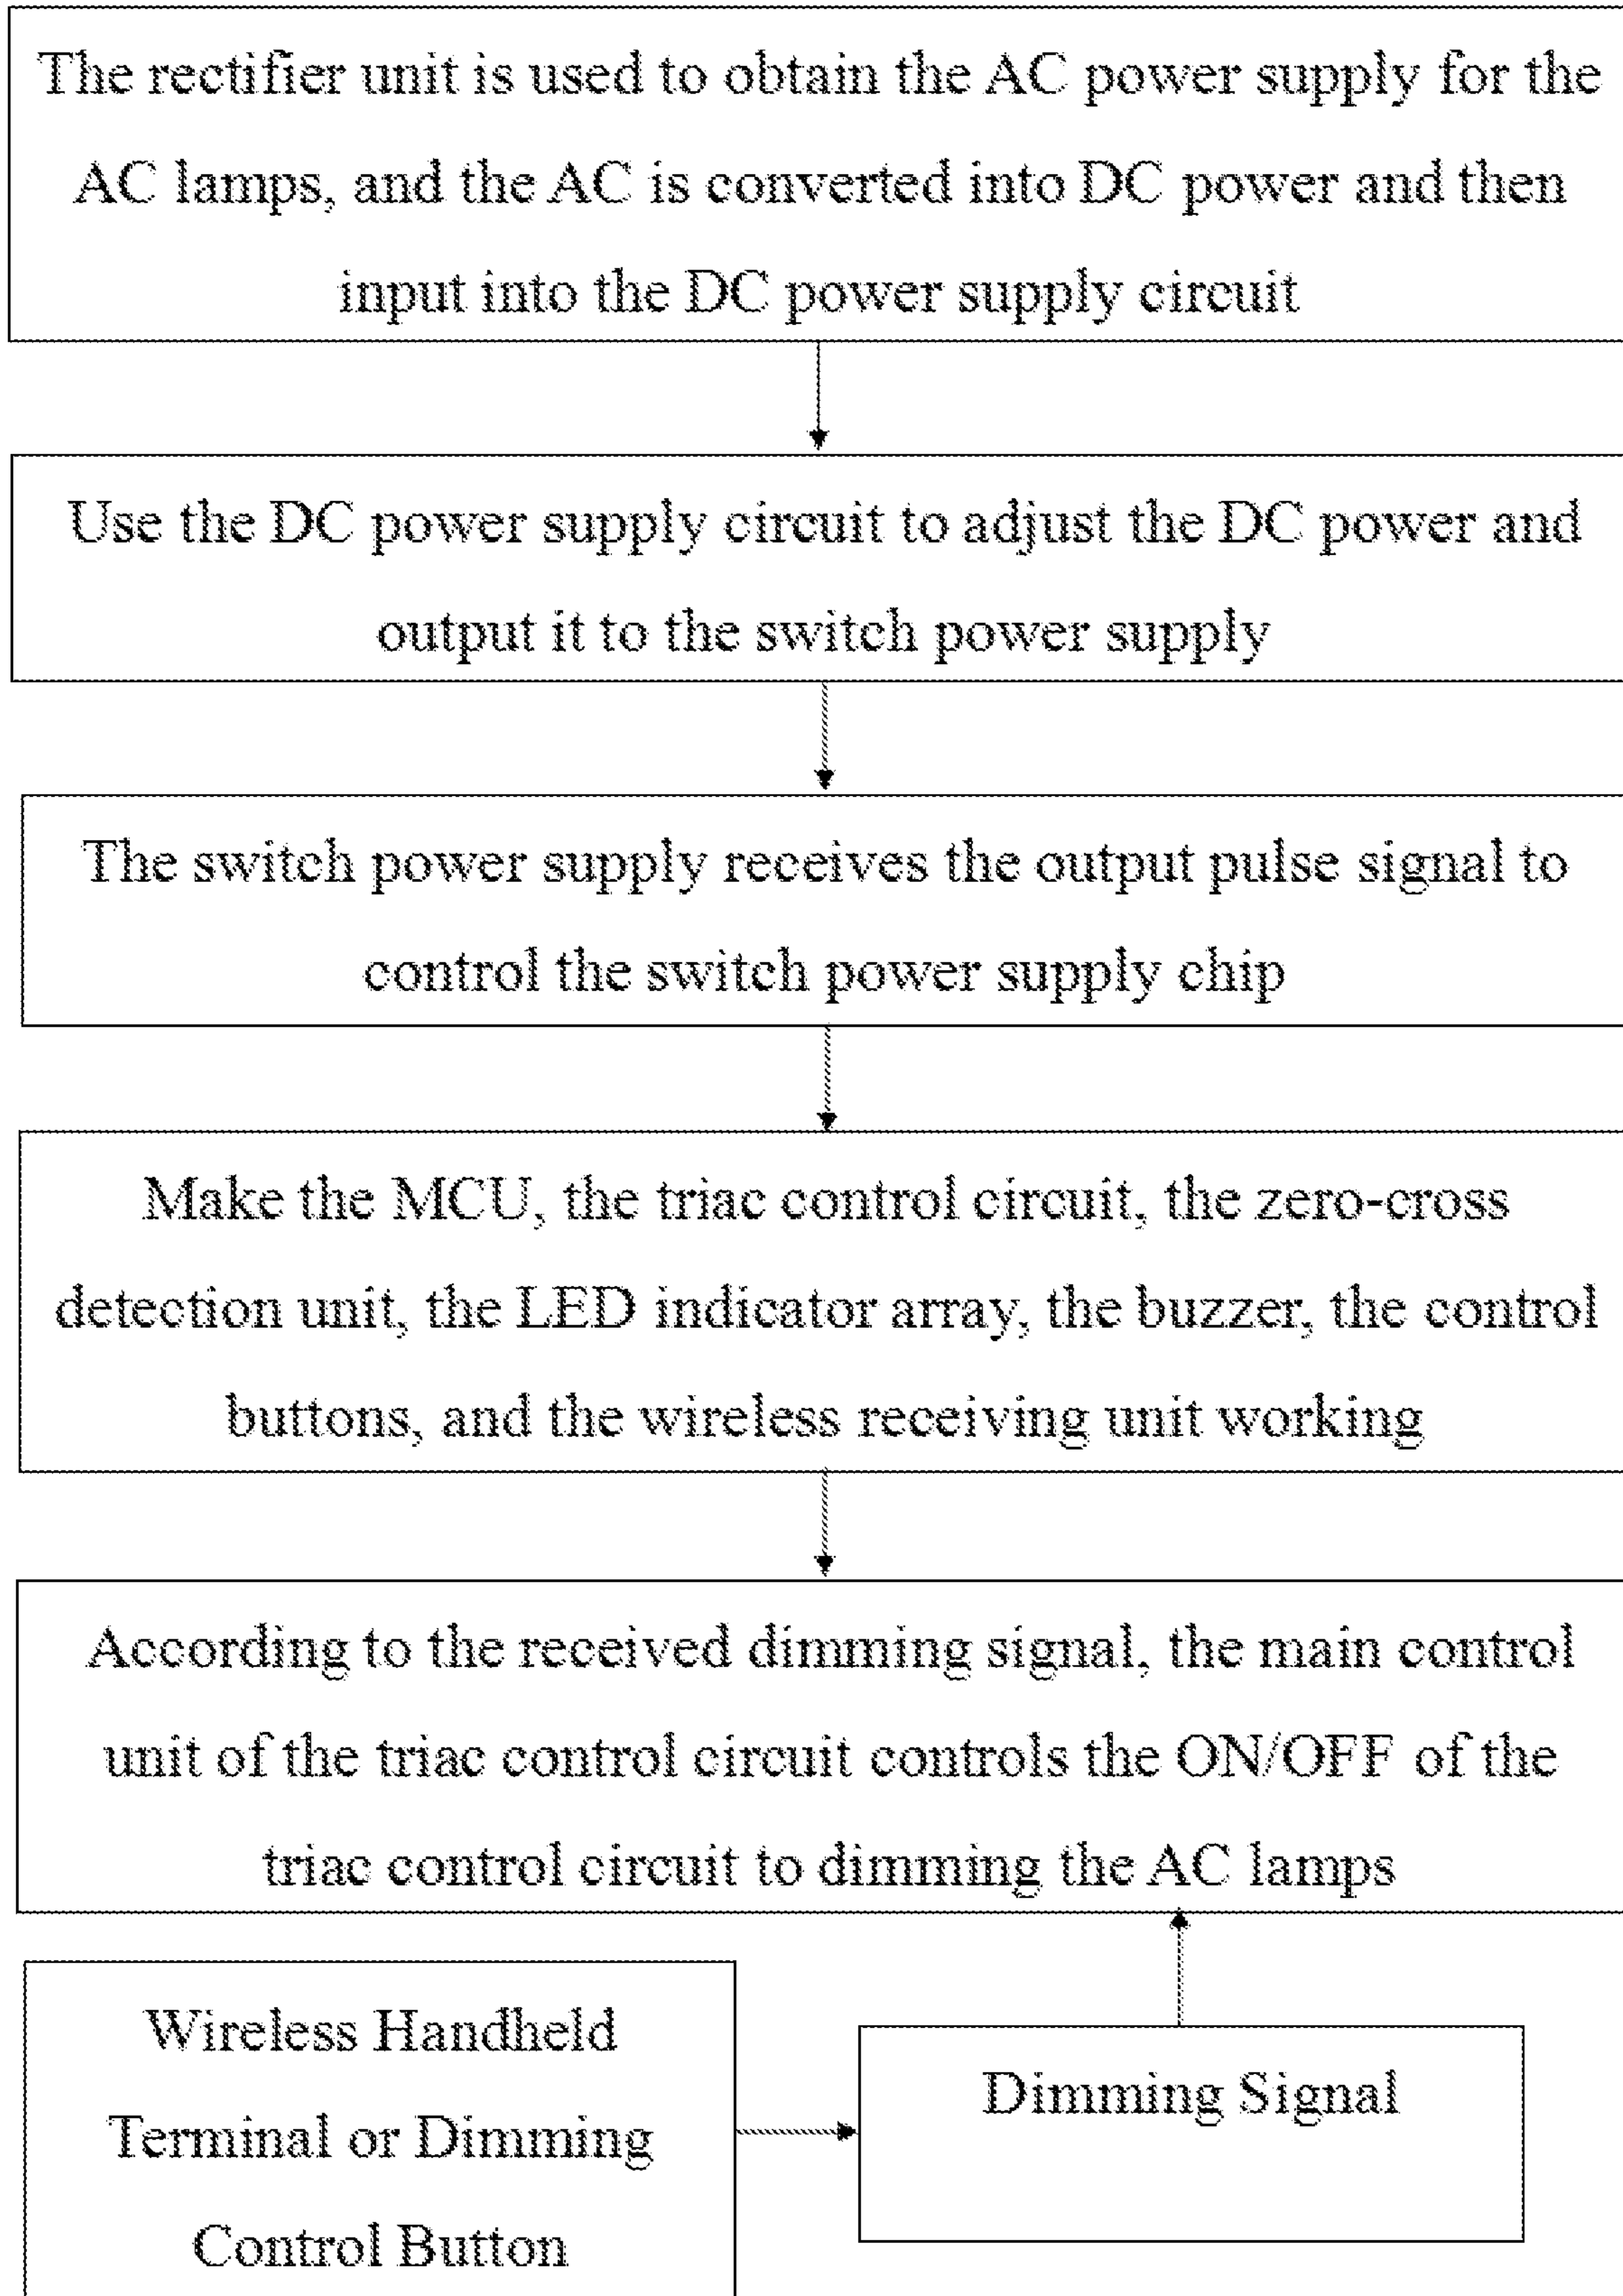 The rectifier unit is used to obtain the AC power supply for the
AC lamps, and the AC is converted into DC power and then
input into the DC power supply circuit
Use the DC power supply circuit to adjust the DC power and
output it to the switch power supply
The switch power supply receives the output pulse signal to
control the switch power supply chip
Make the MCU, the triac control circuit, the zero-cross
detection unit, the LED indicator array, the buzzer, the control
buttons, and the wireless receiving unit working
According to the received dimming signal, the main control
unit of the triac control circuit controls the ON/OFF of the
triac control circuit to dimming the AC lamps
Wireless Handheld
Terminal or Dimming
Control Button
Dimming Signal